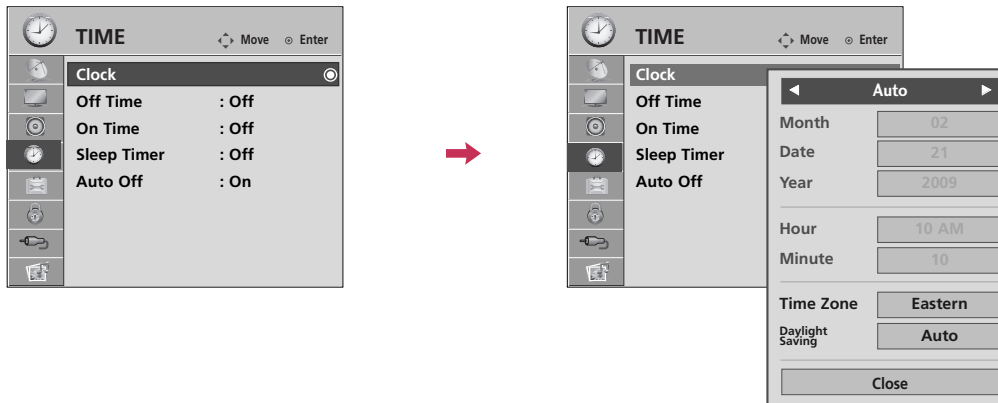 TIME
Move Enter
Clock
Off Time : Off
On Time : Off
Sleep Timer : Off
Auto Off : On
TIME
Move Enter
Clock
Off Time
On Time
Sleep Timer
Auto Off
Auto
Month 02
Date 21
Year 2009
Hour 10 AM
Minute 10
Time Zone Eastern
Daylight
Saving Auto
Close